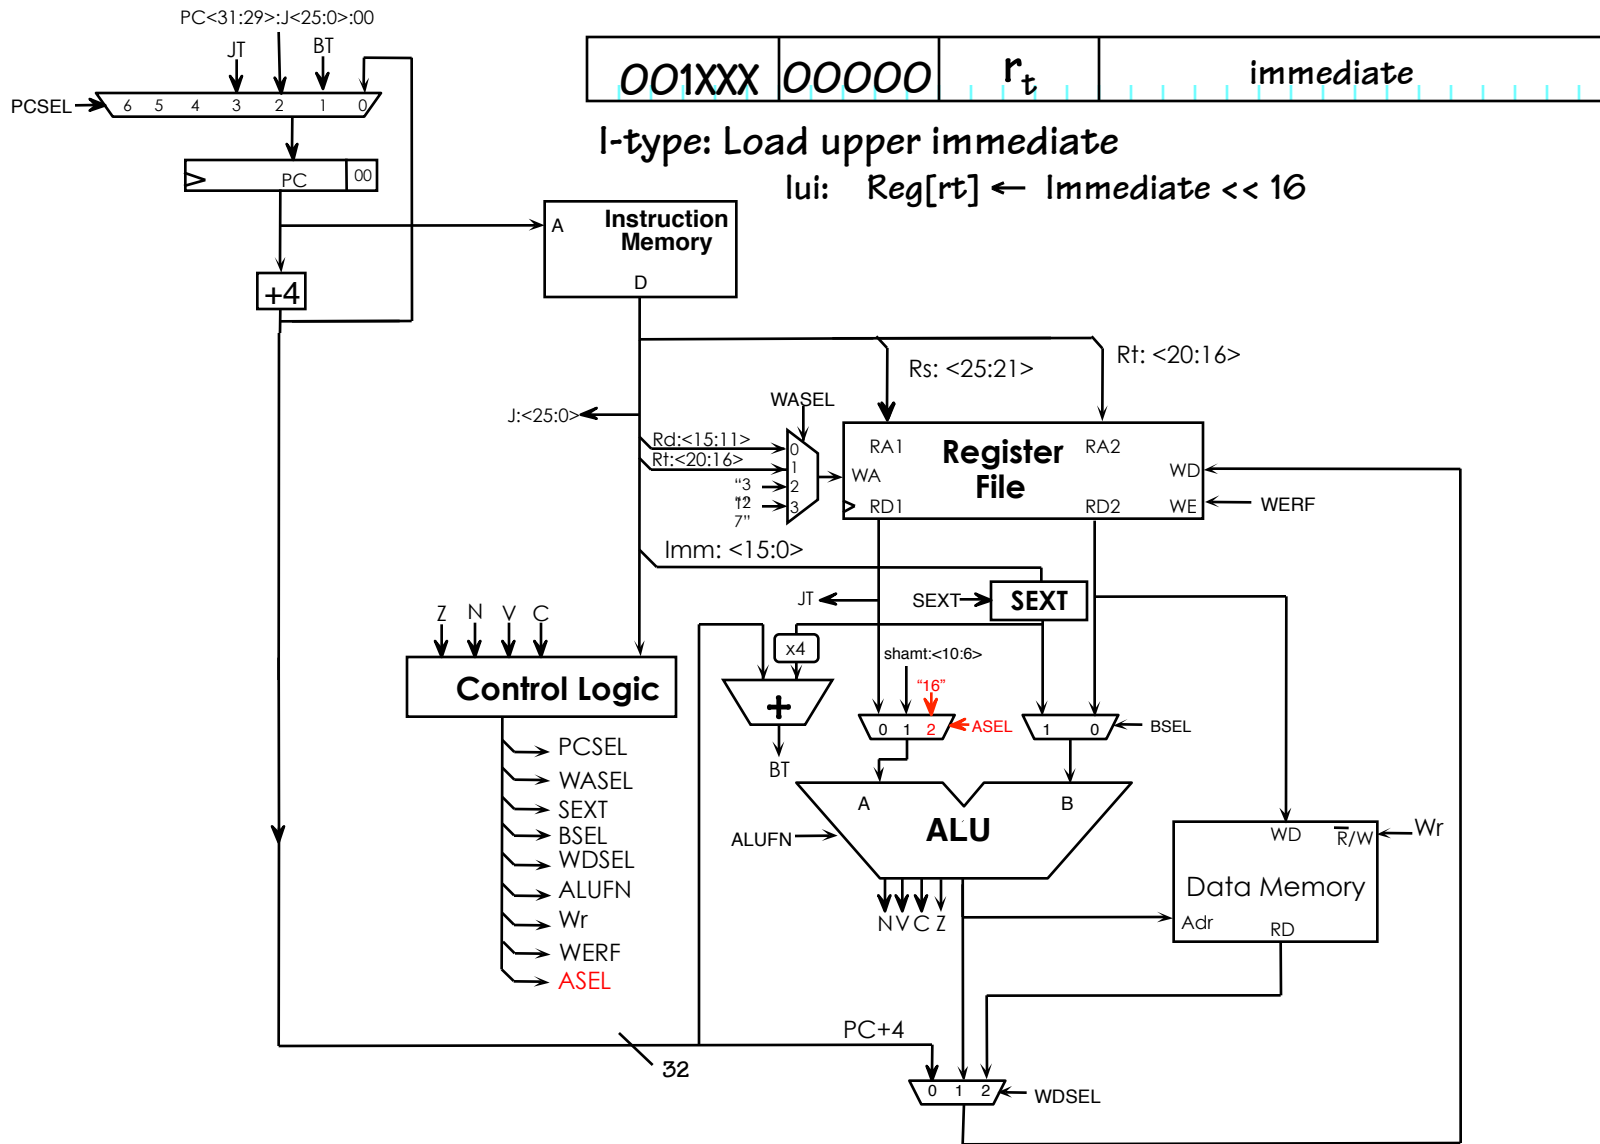 PC<31:29>:J<25:0>:00
JT
BT
PCSEL
6 5 4 3 2 1 0
PC
00
+4
001XXX 00000 rt immediate
I-type: Load upper immediate
lui: Reg[rt] ← Immediate << 16
A
Instruction
Memory
D
Rs: <25:21>
Rt: <20:16>
J:<25:0>
WASEL
Rd:<15:11>
Rt:<20:16>
0
1
2
3
"3
"12
7"
RA1
RA2
Register
File
WA
WD
RD1
RD2
WE
WERF
Imm: <15:0>
JT
SEXT
SEXT
Z N V C
Control Logic
x4
+
BT
shamt:<10:6>
"16"
0 1 2
ASEL
1 0
BSEL
A
B
ALU
ALUFN
N V C Z
PCSEL
WASEL
SEXT
BSEL
WDSEL
ALUFN
Wr
WERF
ASEL
WD
R/W
Wr
Data Memory
Adr
RD
PC+4
32
0 1 2
WDSEL